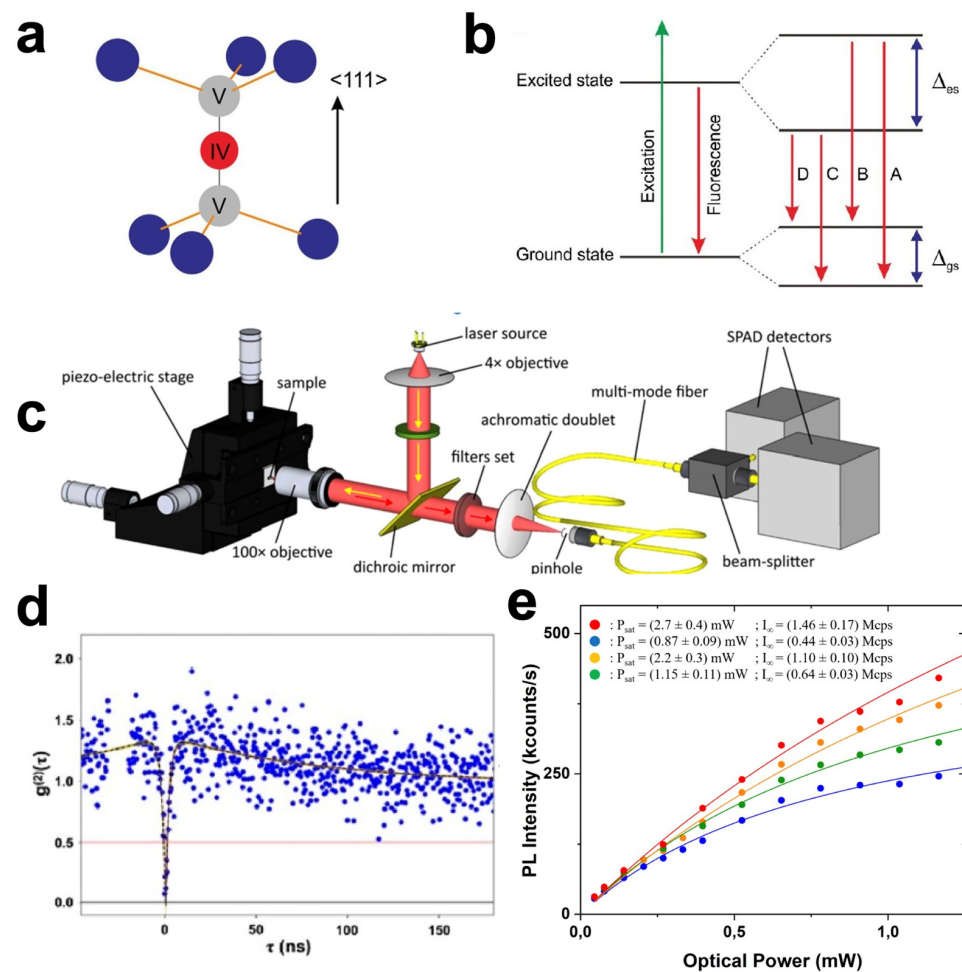 a
<111>
V
IV
V
b
Excited state
Ground state
Excitation
Fluorescence
D
C
B
A
Δes
Δgs
c
laser source
4× objective
SPAD detectors
piezo-electric stage
sample
multi-mode fiber
achromatic doublet
filters set
100× objective
dichroic mirror
pinhole
beam-splitter
d
2.0
1.5
1.0
0.5
0.0
g(2)(τ)
0
50
100
150
τ (ns)
e
500
250
0
PL Intensity (kcounts/s)
: Psat = (2.7 ± 0.4) mW ; I∞ = (1.46 ± 0.17) Mcps
: Psat = (0.87 ± 0.09) mW ; I∞ = (0.44 ± 0.03) Mcps
: Psat = (2.2 ± 0.3) mW ; I∞ = (1.10 ± 0.10) Mcps
: Psat = (1.15 ± 0.11) mW ; I∞ = (0.64 ± 0.03) Mcps
0,0
0,5
1,0
Optical Power (mW)